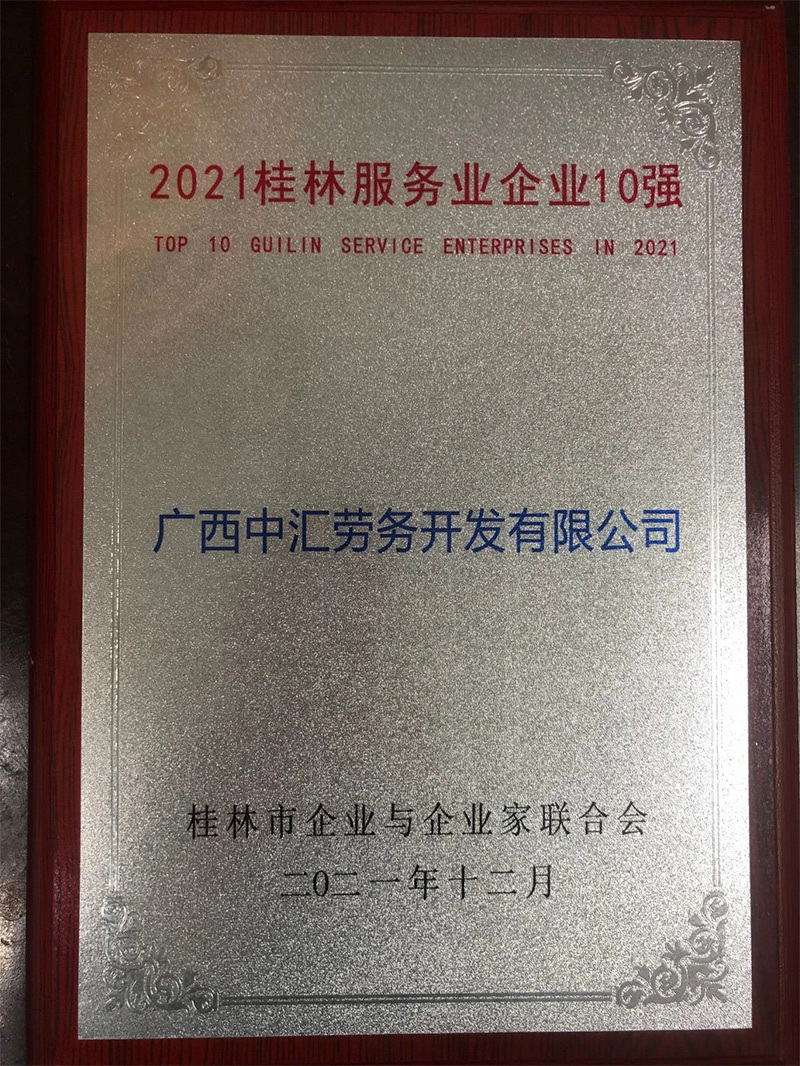 2021桂林服务业企业10强
TOP 10 GUILIN SERVICE ENTERPRISES IN 2021
广西中汇劳务开发有限公司
桂林市企业与企业家联合会
二〇二一年十二月